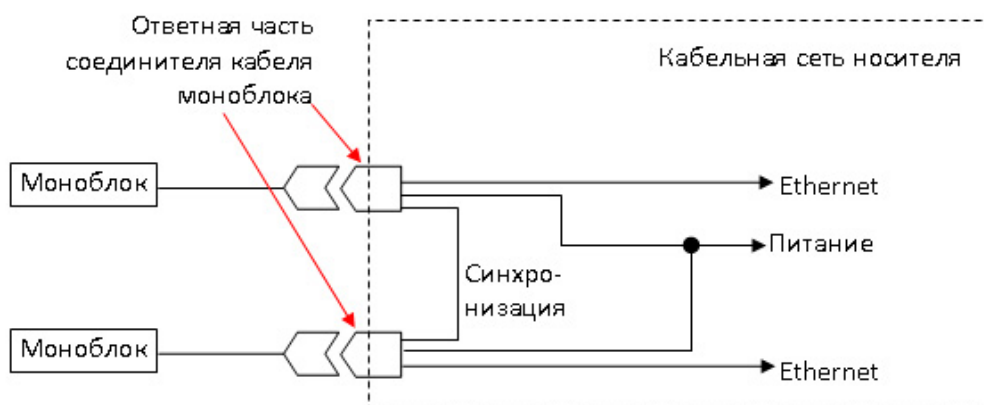 Ответная часть
соединителя кабеля
моноблока
Кабельная сеть носителя
Моноблок
Ethernet
Питание
Синхро-
низация
Моноблок
Ethernet